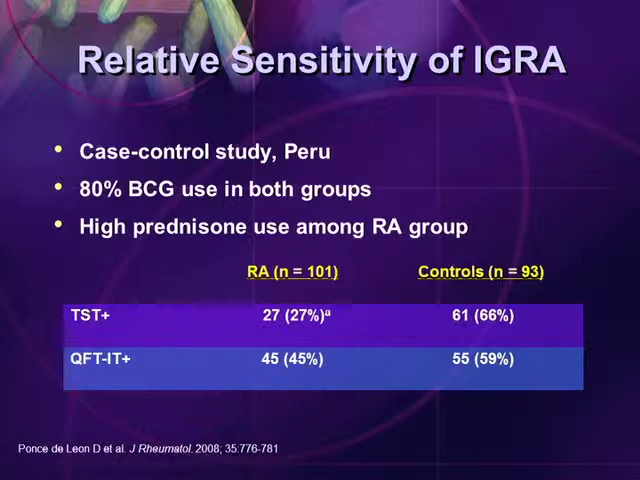 Relative Sensitivity of IGRA
• Case-control study, Peru
• 80% BCG use in both groups
• High prednisone use among RA group
RA (n = 101) Controls (n = 93)
TST+ 27 (27%)ª 61 (66%)
QFT-IT+ 45 (45%) 55 (59%)
Ponce de Leon D et al. J Rheumatol. 2008; 35:776-781